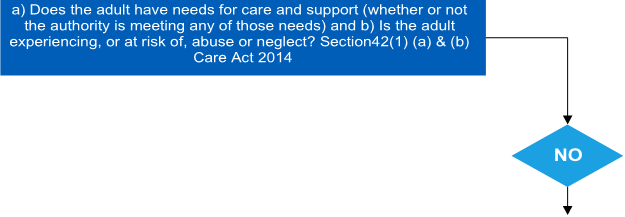 a) Does the adult have needs for care and support (whether or not
the authority is meeting any of those needs) and b) Is the adult
experiencing, or at risk of, abuse or neglect? Section42(1) (a) & (b)
Care Act 2014
NO